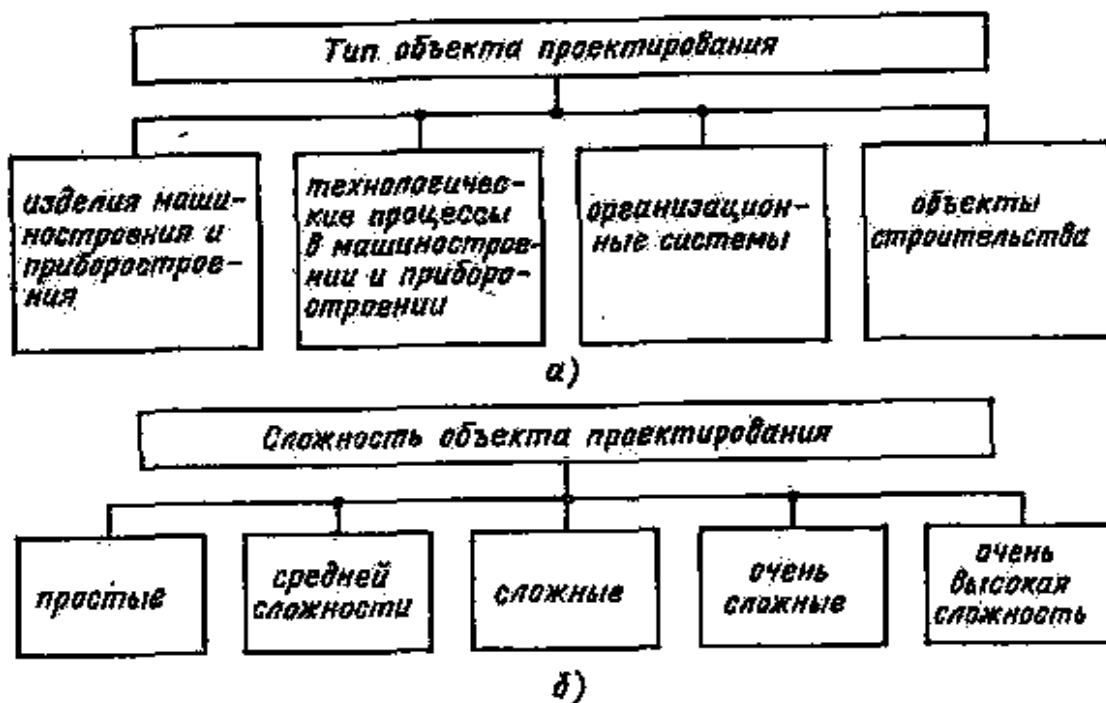 Тип объекта проектирования
изделия маши-
ностроения и
приборострое-
ния
технологичес-
кие процессы
в машиностров-
нии и приборо-
строении
организацион-
ные системы
объекты
строительства
а)
Сложность объекта проектирования
простые
средней
сложности
сложные
очень
сложные
очень
высокая
сложность
б)